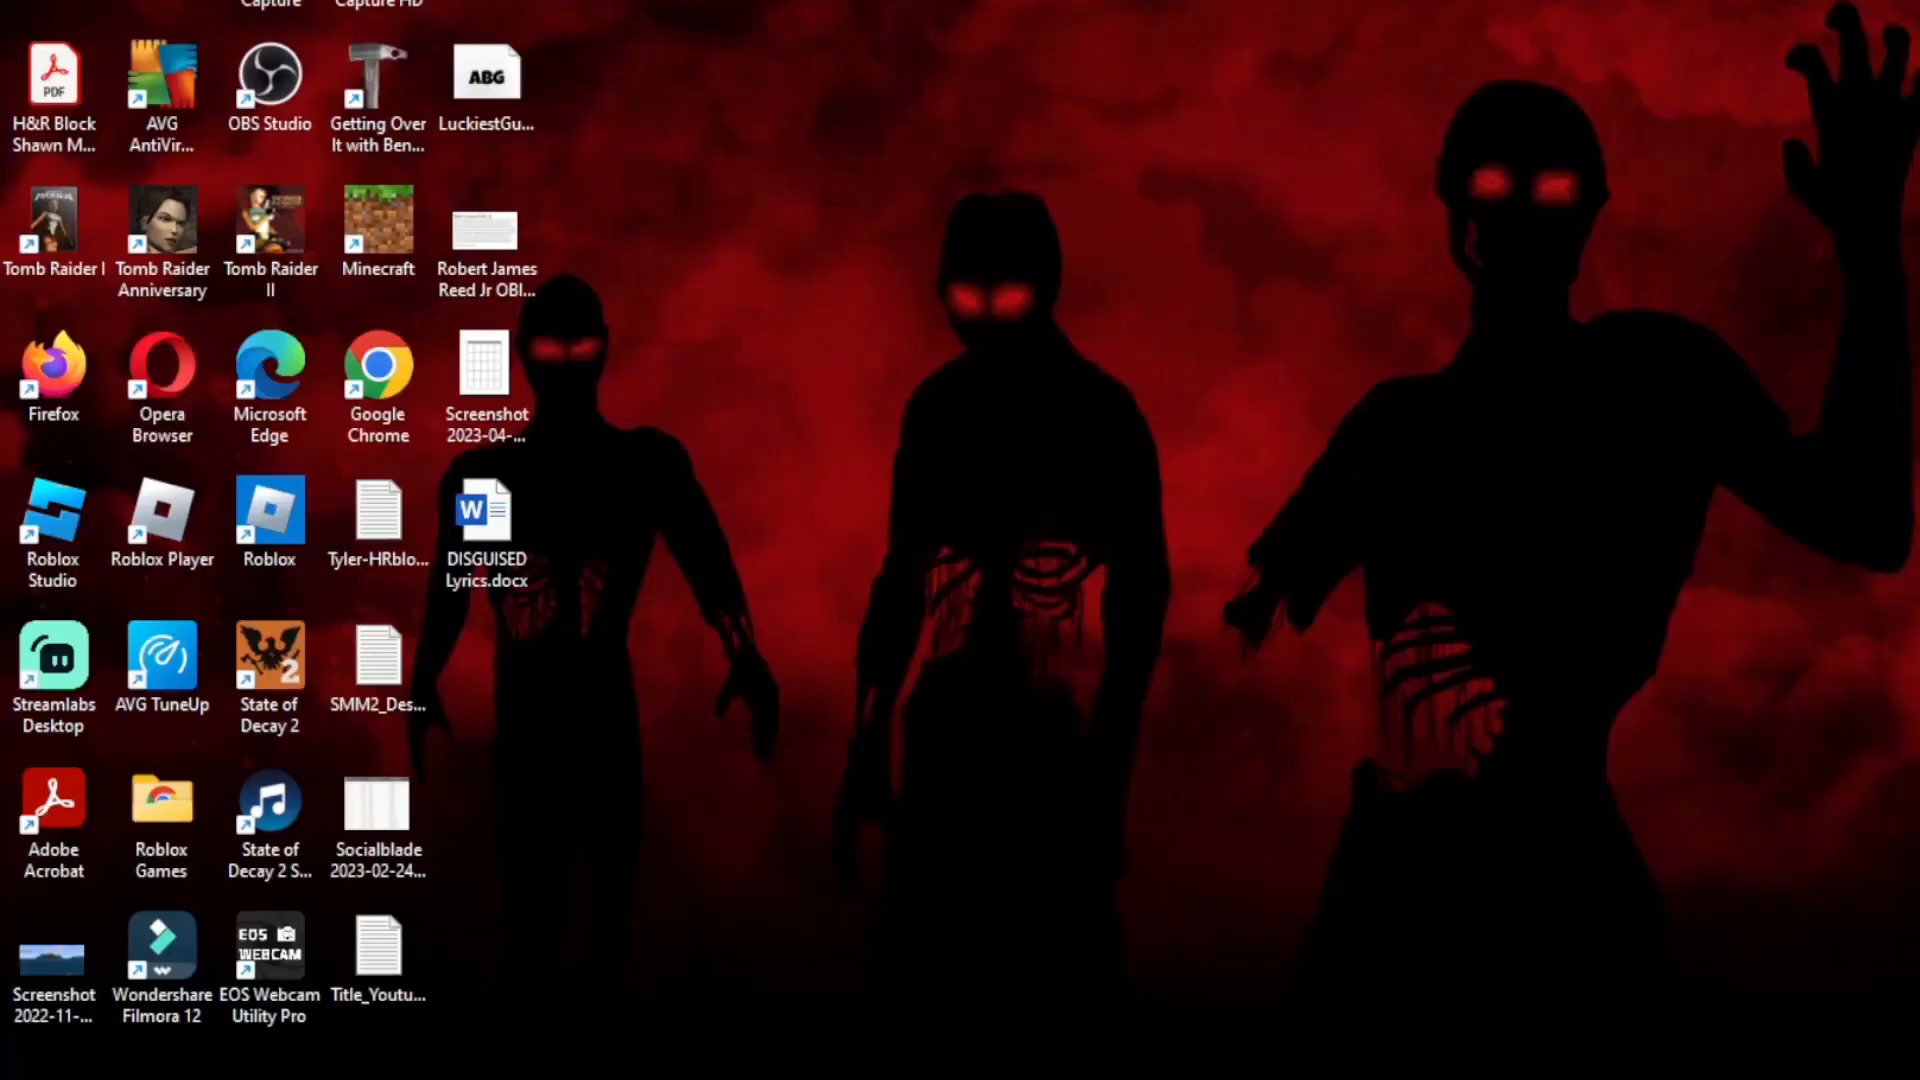 Capture
Capture HD
PDF
H&R Block
Shawn M...
AVG
AntiVir...
OBS Studio
Getting Over
It with Ben...
ABG
LuckiestGu...
Tomb Raider I
Tomb Raider
Anniversary
Tomb Raider
II
Minecraft
Robert James
Reed Jr OBI...
Firefox
Opera
Browser
Microsoft
Edge
Google
Chrome
Screenshot
2023-04-...
Roblox
Studio
Roblox Player
Roblox
Tyler-HRblo...
W
DISGUISED
Lyrics.docx
Streamlabs
Desktop
AVG TuneUp
2
State of
Decay 2
SMM2_Des...
Adobe
Acrobat
Roblox
Games
State of
Decay 2 S...
Socialblade
2023-02-24...
Screenshot
2022-11-...
Wondershare
Filmora 12
EOS
WEBCAM
EOS Webcam
Utility Pro
Title_Youtu...